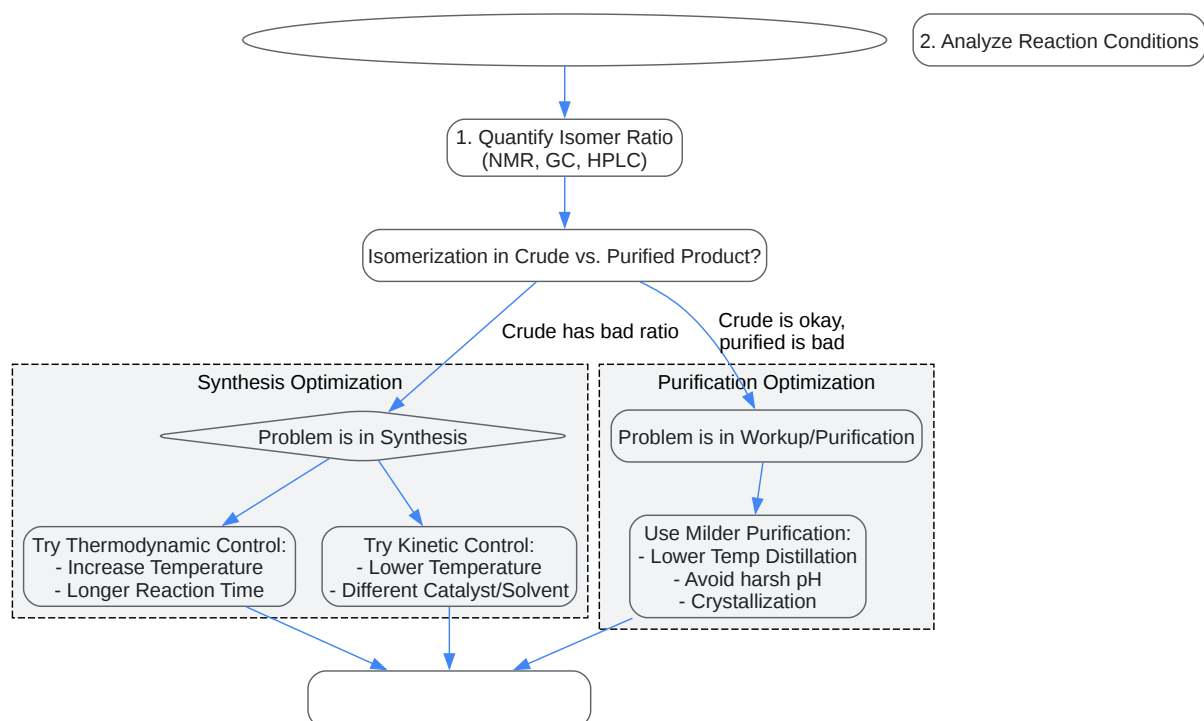 2. Analyze Reaction Conditions
1. Quantify Isomer Ratio
(NMR, GC, HPLC)
Isomerization in Crude vs. Purified Product?
Crude has bad ratio
Crude is okay,
purified is bad
Synthesis Optimization
Purification Optimization
Problem is in Synthesis
Problem is in Workup/Purification
Try Thermodynamic Control:
- Increase Temperature
- Longer Reaction Time
Try Kinetic Control:
- Lower Temperature
- Different Catalyst/Solvent
Use Milder Purification:
- Lower Temp Distillation
- Avoid harsh pH
- Crystallization